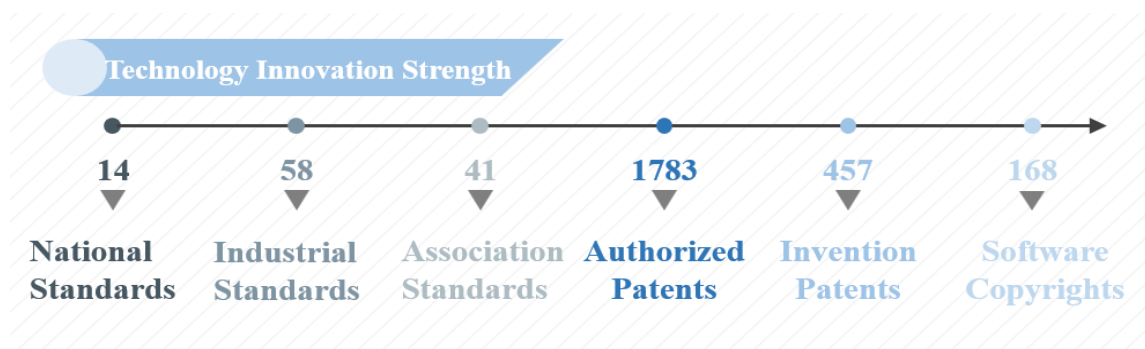 Technology Innovation Strength
14 58 41 1783 457 168
National Industrial Association Authorized Invention Software
Standards Standards Standards Patents Patents Copyrights